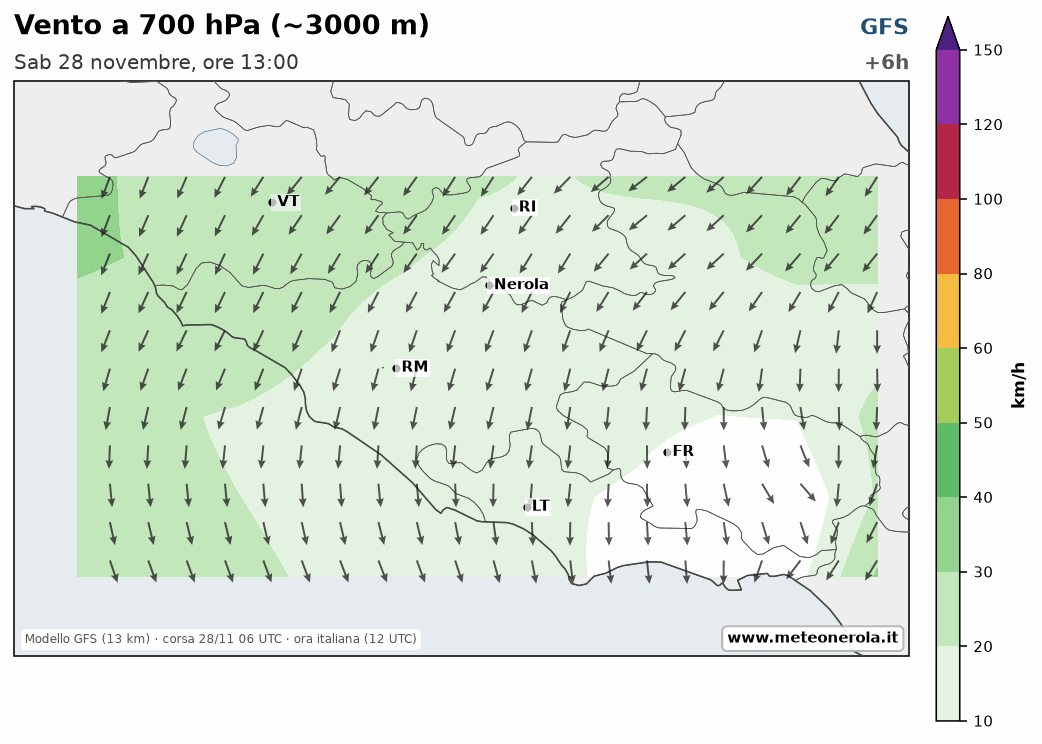 Vento a 700 hPa (~3000 m)
GFS
Sab 28 novembre, ore 13:00
+6h
150
120
100
80
60
50
40
30
20
10
km/h
VT
RI
Nerola
RM
FR
LT
Modello GFS (13 km) · corsa 28/11 06 UTC · ora italiana (12 UTC)
www.meteonerola.it